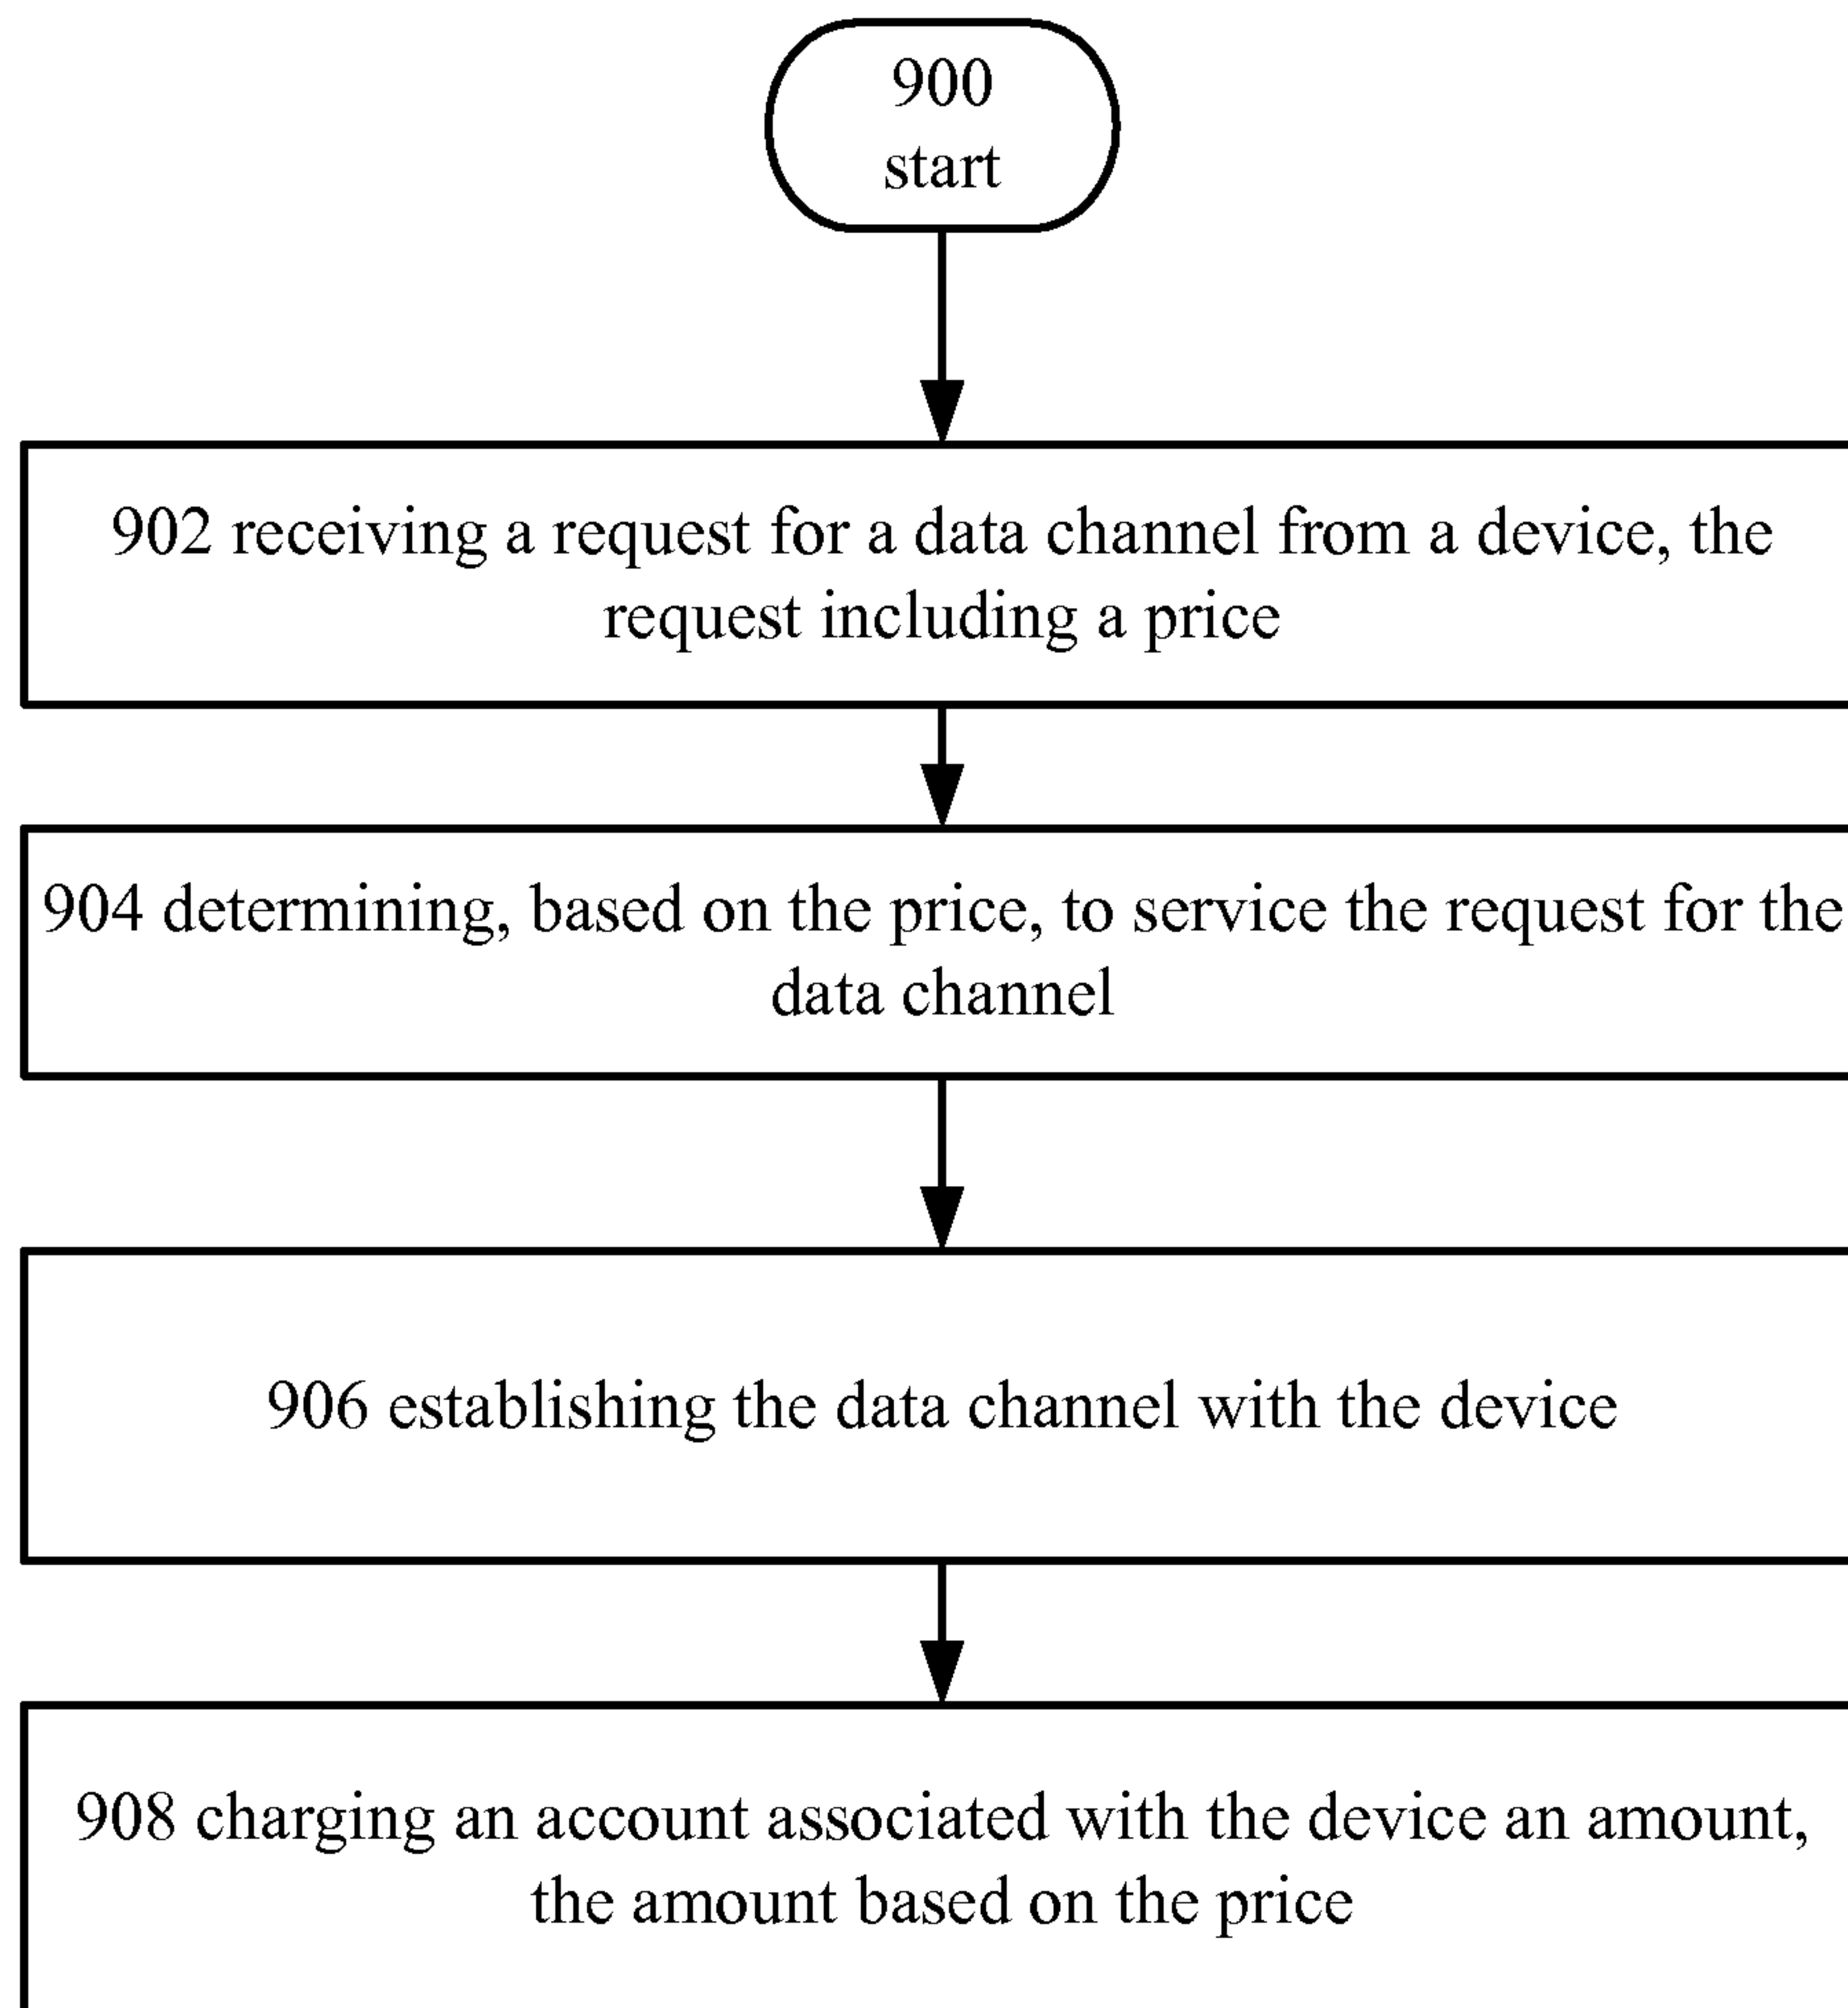 900
start
902 receiving a request for a data channel from a device, the
request including a price
904 determining, based on the price, to service the request for the
data channel
906 establishing the data channel with the device
908 charging an account associated with the device an amount,
the amount based on the price